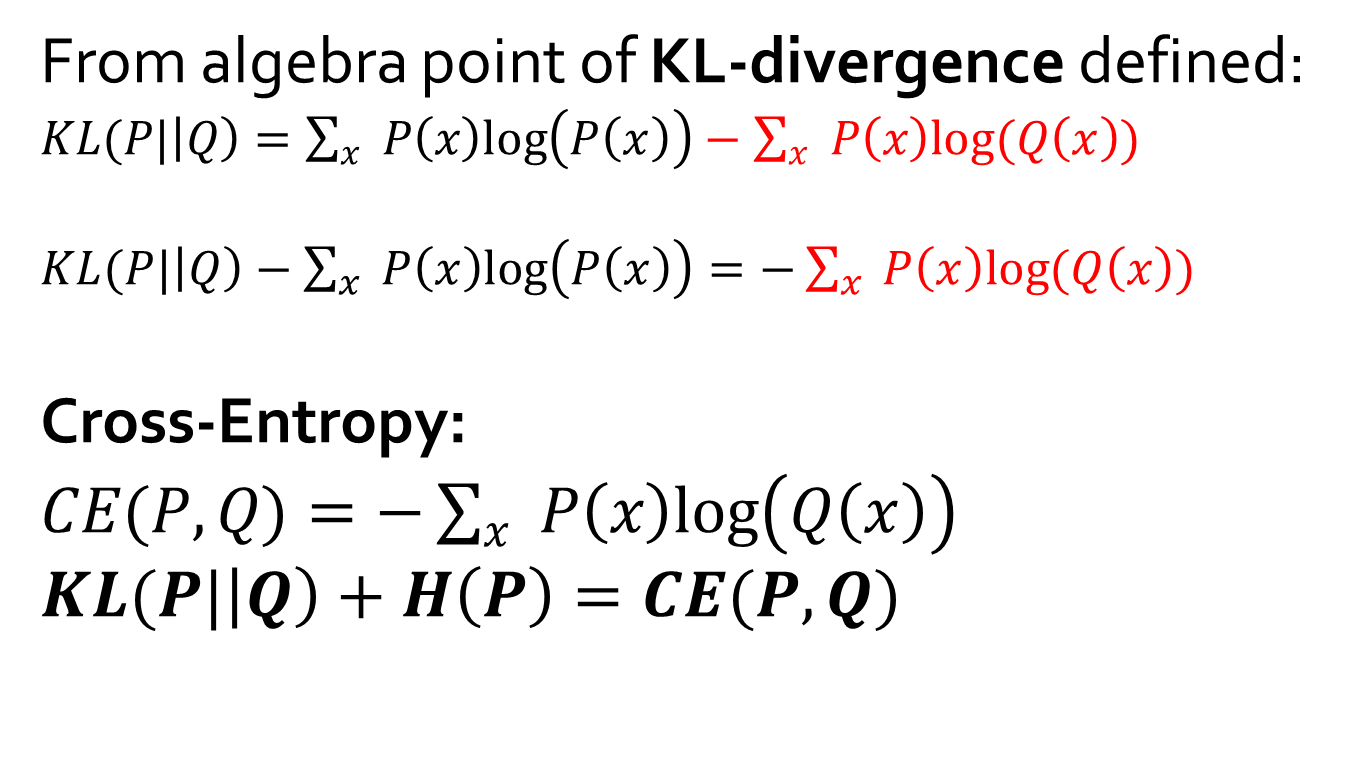 From algebra point of KL-divergence defined:
KL(P||Q) = ∑ₓ P(x)log(P(x)) − ∑ₓ P(x)log(Q(x))
KL(P||Q) − ∑ₓ P(x)log(P(x)) = − ∑ₓ P(x)log(Q(x))
Cross-Entropy:
CE(P, Q) = − ∑ₓ P(x)log(Q(x))
KL(P||Q) + H(P) = CE(P, Q)